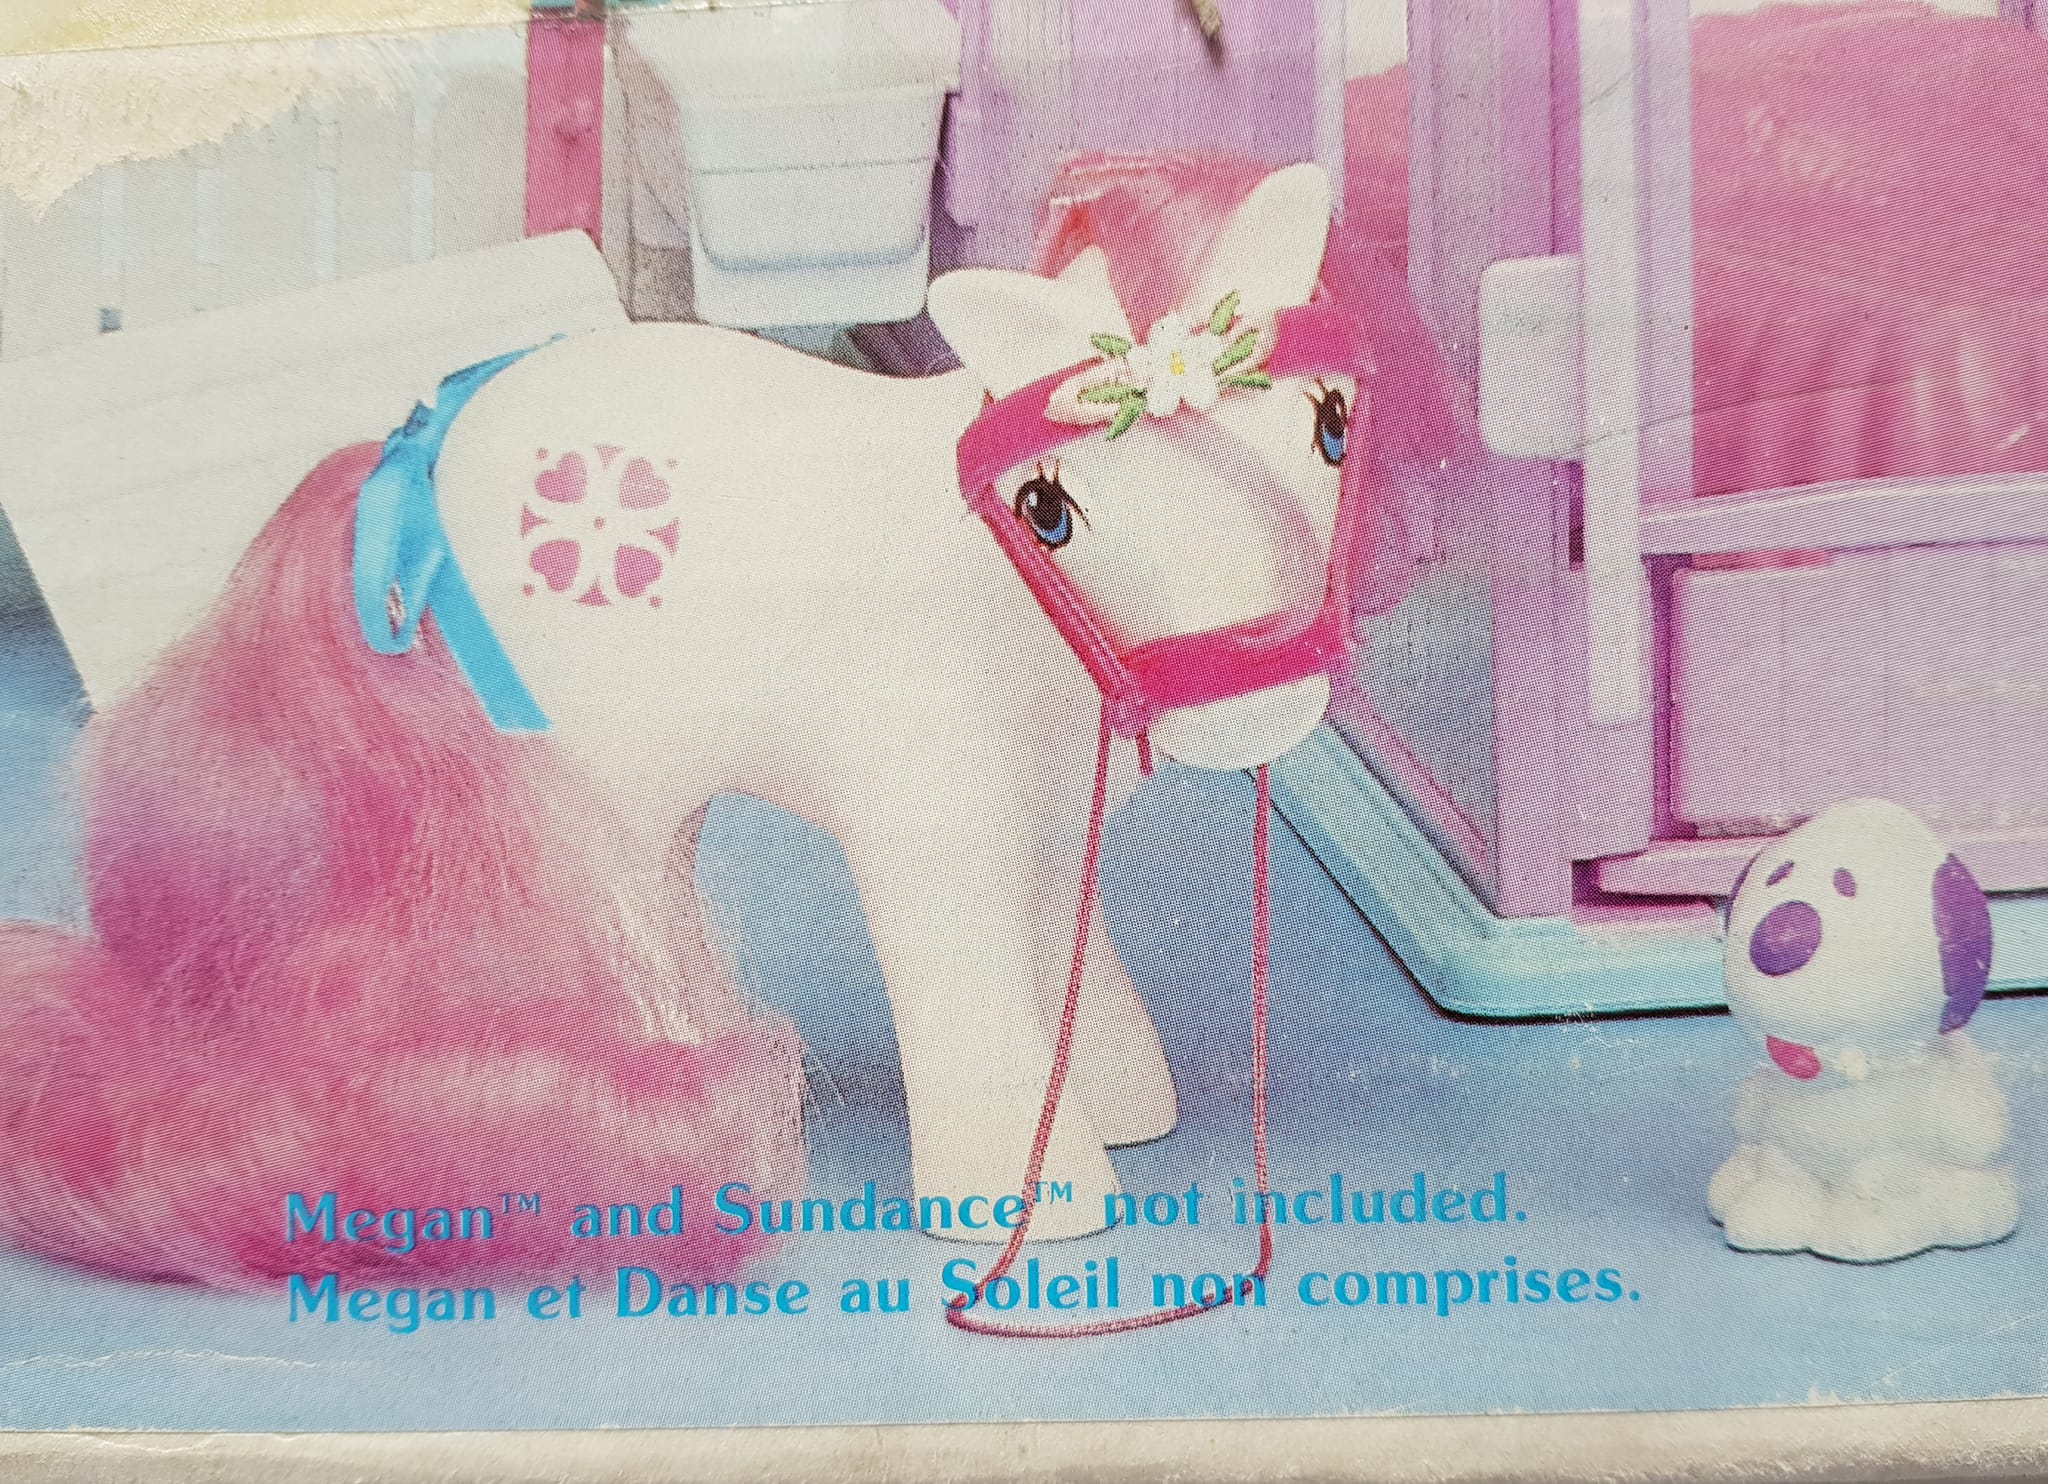 Megan™ and Sundance™ not included.
Megan et Danse au Soleil non comprises.